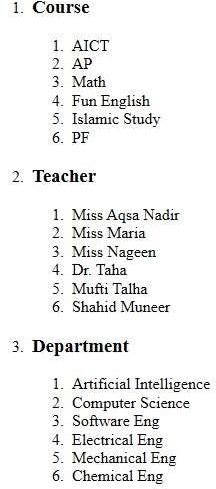 1. Course
1. AICT
2. AP
3. Math
4. Fun English
5. Islamic Study
6. PF
2. Teacher
1. Miss Aqsa Nadir
2. Miss Maria
3. Miss Nageen
4. Dr. Taha
5. Mufti Talha
6. Shahid Muneer
3. Department
1. Artificial Intelligence
2. Computer Science
3. Software Eng
4. Electrical Eng
5. Mechanical Eng
6. Chemical Eng